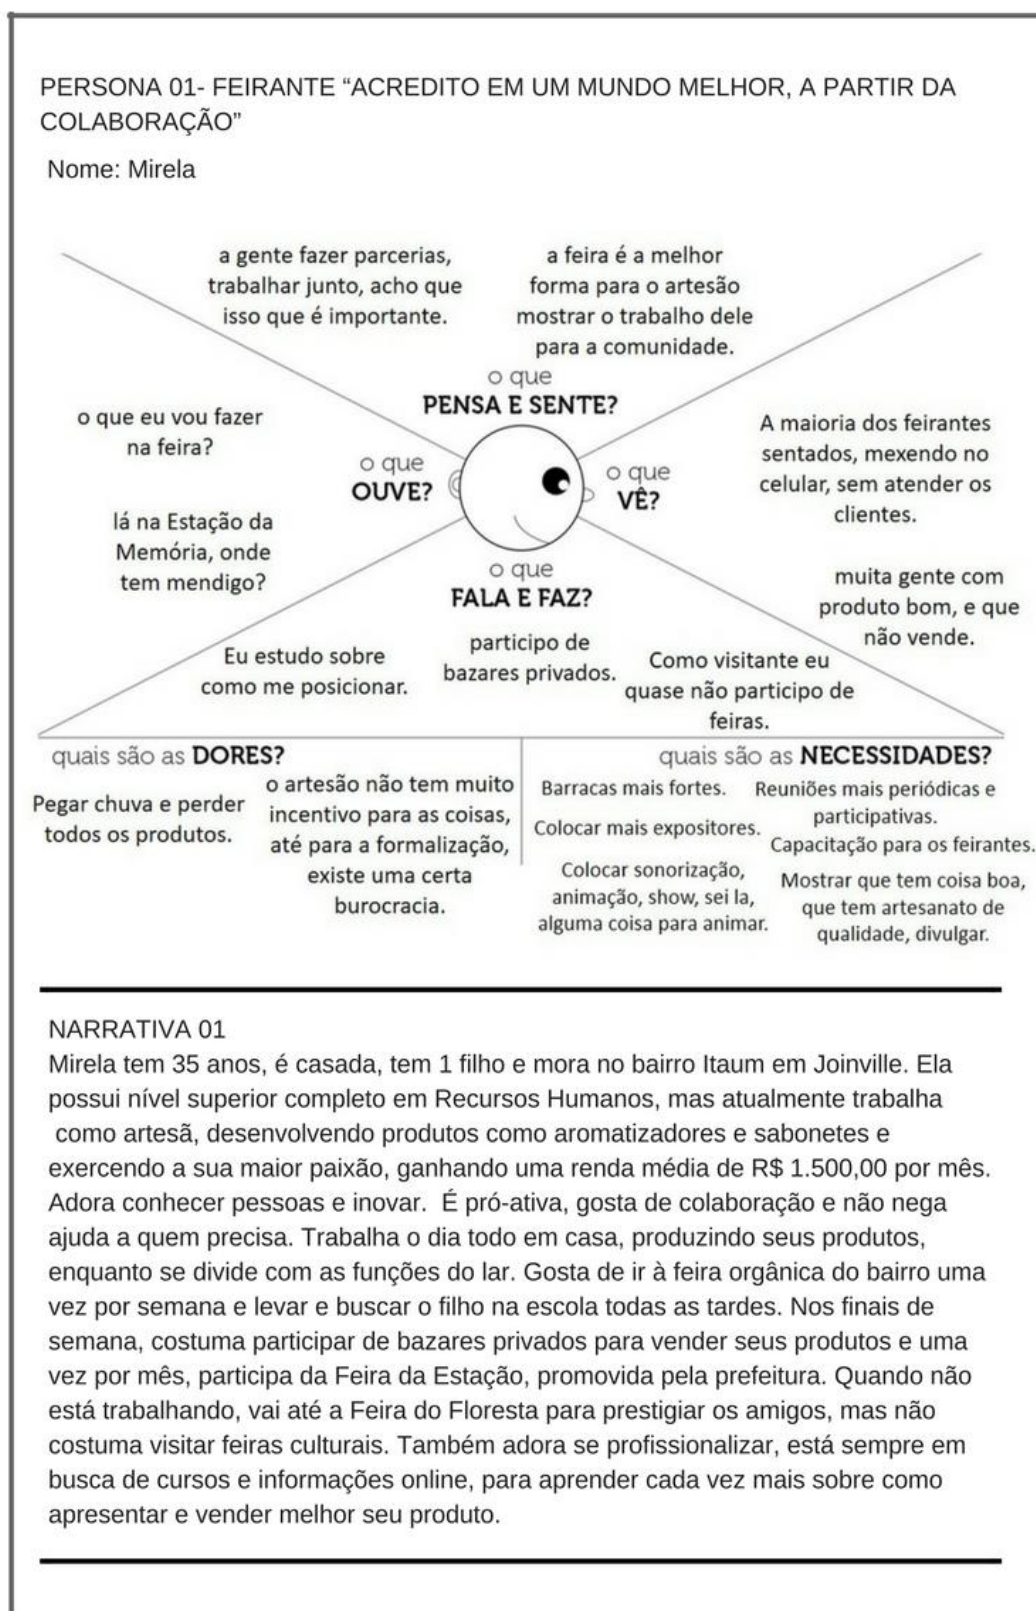 PERSONA 01- FEIRANTE “ACREDITO EM UM MUNDO MELHOR, A PARTIR DA
COLABORAÇÃO”
Nome: Mirela
a gente fazer parcerias,
trabalhar junto, acho que
isso que é importante.
a feira é a melhor
forma para o artesão
mostrar o trabalho dele
para a comunidade.
o que
PENSA E SENTE?
o que eu vou fazer
na feira?
lá na Estação da
Memória, onde
tem mendigo?
o que
OUVE?
o que
VÊ?
A maioria dos feirantes
sentados, mexendo no
celular, sem atender os
clientes.
muita gente com
produto bom, e que
não vende.
o que
FALA E FAZ?
Eu estudo sobre
como me posicionar.
participo de
bazares privados.
Como visitante eu
quase não participo de
feiras.
quais são as DORES?
Pegar chuva e perder
todos os produtos.
o artesão não tem muito
incentivo para as coisas,
até para a formalização,
existe uma certa
burocracia.
quais são as NECESSIDADES?
Barracas mais fortes.
Colocar mais expositores.
Colocar sonorização,
animação, show, sei la,
alguma coisa para animar.
Reuniões mais periódicas e
participativas.
Capacitação para os feirantes.
Mostrar que tem coisa boa,
que tem artesanato de
qualidade, divulgar.
NARRATIVA 01
Mirela tem 35 anos, é casada, tem 1 filho e mora no bairro Itaum em Joinville. Ela
possui nível superior completo em Recursos Humanos, mas atualmente trabalha
como artesã, desenvolvendo produtos como aromatizadores e sabonetes e
exercendo a sua maior paixão, ganhando uma renda média de R$ 1.500,00 por mês.
Adora conhecer pessoas e inovar. É pró-ativa, gosta de colaboração e não nega
ajuda a quem precisa. Trabalha o dia todo em casa, produzindo seus produtos,
enquanto se divide com as funções do lar. Gosta de ir à feira orgânica do bairro uma
vez por semana e levar e buscar o filho na escola todas as tardes. Nos finais de
semana, costuma participar de bazares privados para vender seus produtos e uma
vez por mês, participa da Feira da Estação, promovida pela prefeitura. Quando não
está trabalhando, vai até a Feira do Floresta para prestigiar os amigos, mas não
costuma visitar feiras culturais. Também adora se profissionalizar, está sempre em
busca de cursos e informações online, para aprender cada vez mais sobre como
apresentar e vender melhor seu produto.